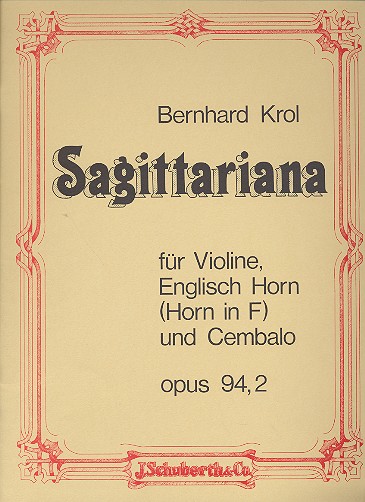 Bernhard Krol
Sagittariana
für Violine,
Englisch Horn
(Horn in F)
und Cembalo
opus 94,2
J. Schuberth & Co.